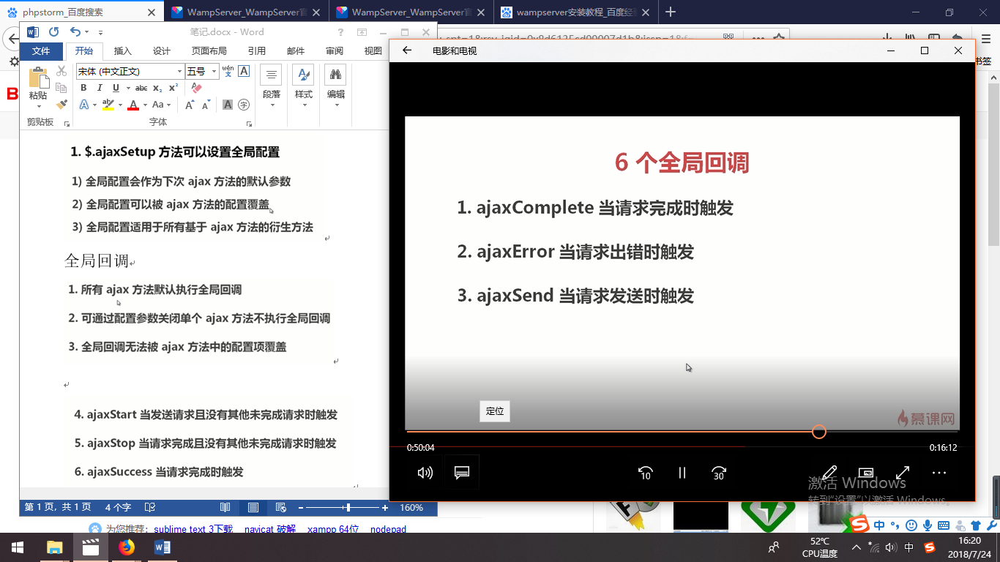 phpstorm_百度搜索
WampServer_WampServer官
WampServer_WampServer官
wampserver安装教程_百度经验
笔记.docx - Word
文件
开始
插入
设计
页面布局
引用
邮件
审阅
视图
电影和电视
书签
粘贴
宋体 (中文正文)
五号
wén
文
A
B I U abc X₂ X²
A
aby
A
Aa
A A
A
字
段落
样式
编辑
剪贴板
字体
1. $.ajaxSetup 方法可以设置全局配置
1) 全局配置会作为下次 ajax 方法的默认参数
2) 全局配置可以被 ajax 方法的配置覆盖
3) 全局配置适用于所有基于 ajax 方法的衍生方法
全局回调
1. 所有 ajax 方法默认执行全局回调
2. 可通过配置参数关闭单个 ajax 方法不执行全局回调
3. 全局回调无法被 ajax 方法中的配置项覆盖
4. ajaxStart 当发送请求且没有其他未完成请求时触发
5. ajaxStop 当请求完成且没有其他未完成请求时触发
6. ajaxSuccess 当请求完成时触发
6 个全局回调
1. ajaxComplete 当请求完成时触发
2. ajaxError 当请求出错时触发
3. ajaxSend 当请求发送时触发
定位
慕课网
0:50:04
0:16:12
10
30
激活 Windows
转到"设置"以激活 Windows。
第 1 页，共 1 页
4 个字
160%
为您推荐：
sublime text 3下载
navicat 破解
xampp 64位
nodepad
中
52℃
CPU温度
中
16:20
2018/7/24